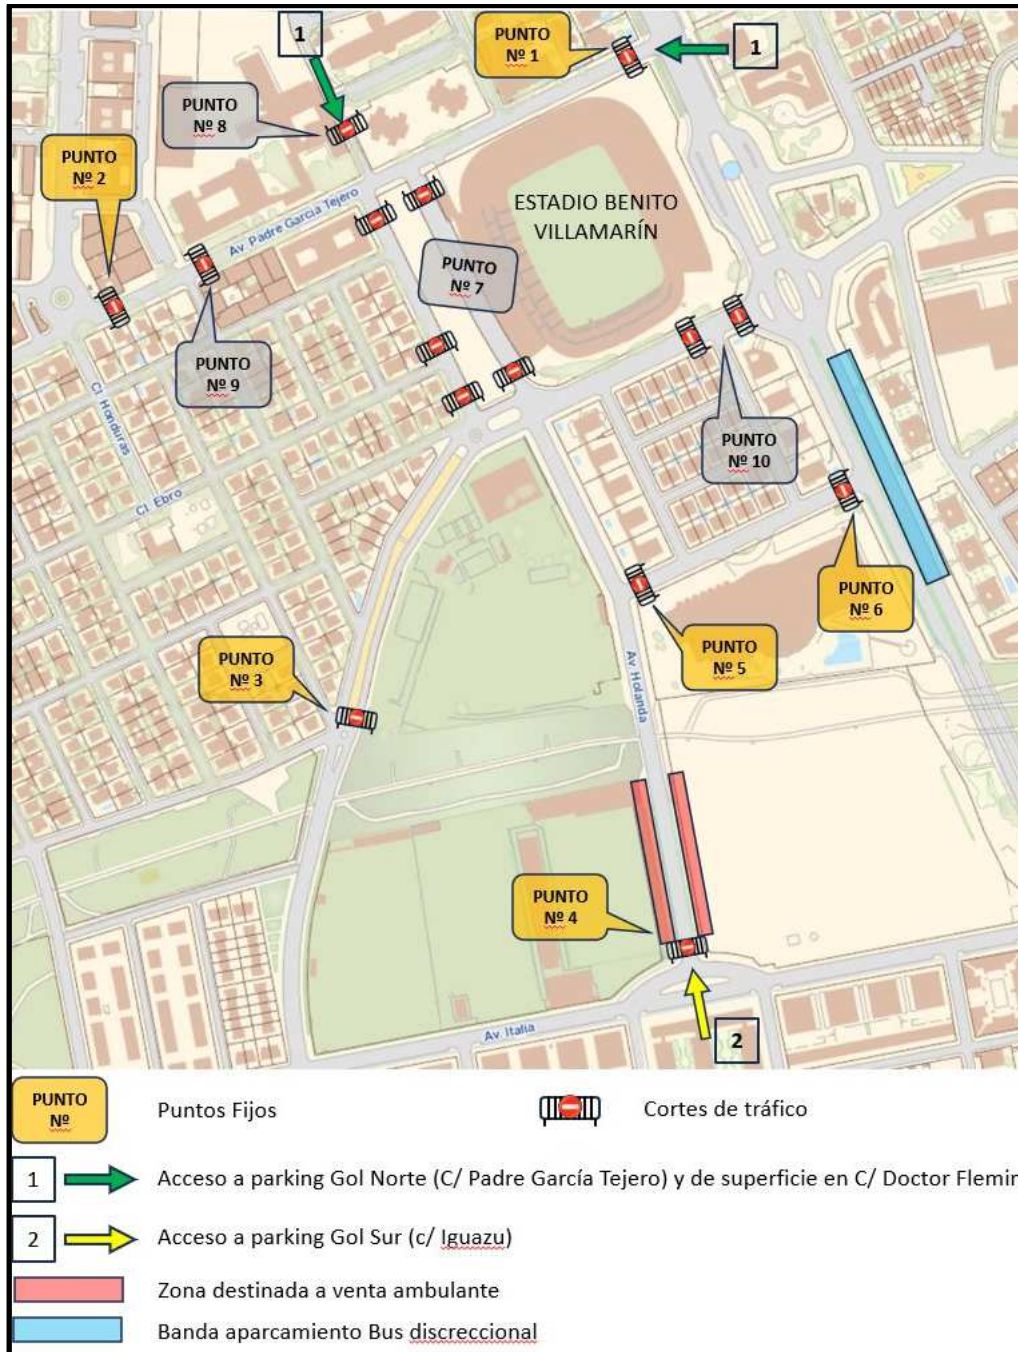 1
PUNTO
Nº 1
1
PUNTO
Nº 8
PUNTO
Nº 2
ESTADIO BENITO
VILLAMARÍN
Av. Padre García Tejero
PUNTO
Nº 7
PUNTO
Nº 9
Cl Honduras
PUNTO
Nº 10
Cl Ebro
PUNTO
Nº 6
PUNTO
Nº 5
PUNTO
Nº 3
Av. Holanda
PUNTO
Nº 4
Av. Italia
2
PUNTO
Nº
Puntos Fijos
Cortes de tráfico
1
Acceso a parking Gol Norte (C/ Padre García Tejero) y de superficie en C/ Doctor Flemin
2
Acceso a parking Gol Sur (c/ Iguazu)
Zona destinada a venta ambulante
Banda aparcamiento Bus discreccional